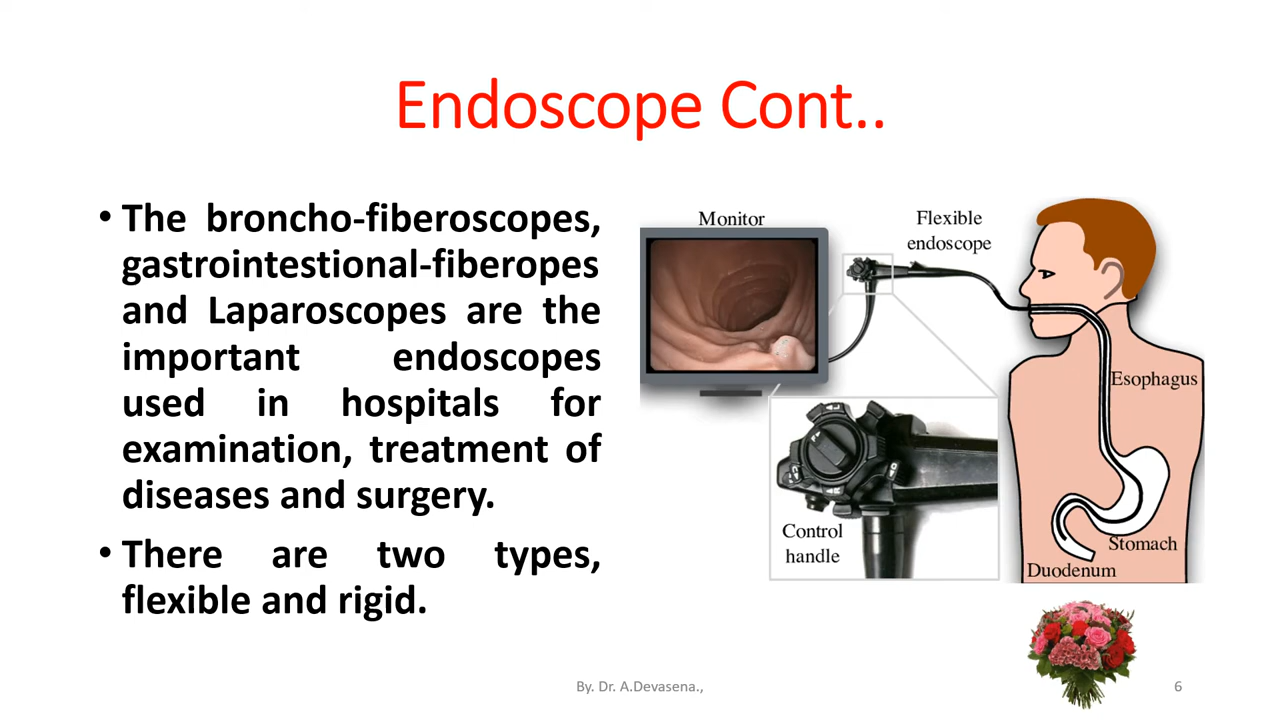 Endoscope Cont..
• The broncho-fiberoscopes,
gastrointestional-fiberopes
and Laparoscopes are the
important endoscopes
used in hospitals for
examination, treatment of
diseases and surgery.
• There are two types,
flexible and rigid.
Monitor
Flexible
endoscope
Esophagus
Control
handle
Stomach
Duodenum
By. Dr. A.Devasena.,
6